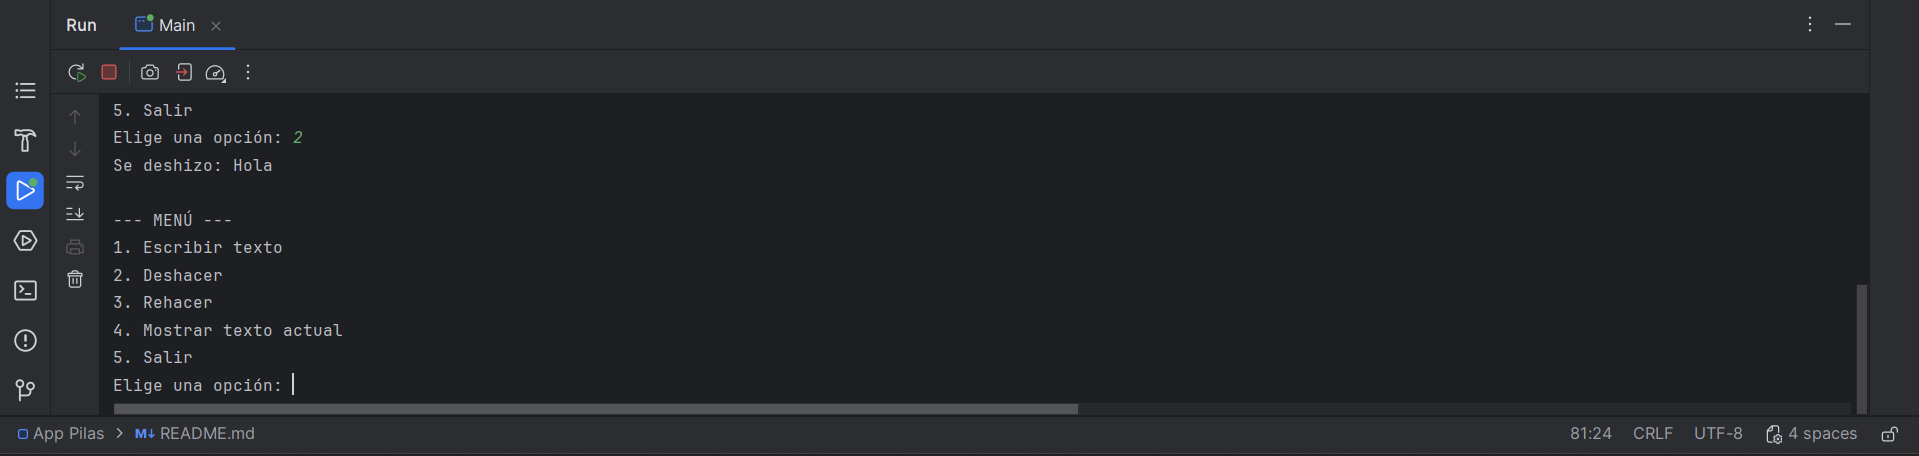 Run Main
5. Salir
Elige una opción: 2
Se deshizo: Hola
--- MENÚ ---
1. Escribir texto
2. Deshacer
3. Rehacer
4. Mostrar texto actual
5. Salir
Elige una opción:
App Pilas > M↓ README.md 81:24 CRLF UTF-8 4 spaces